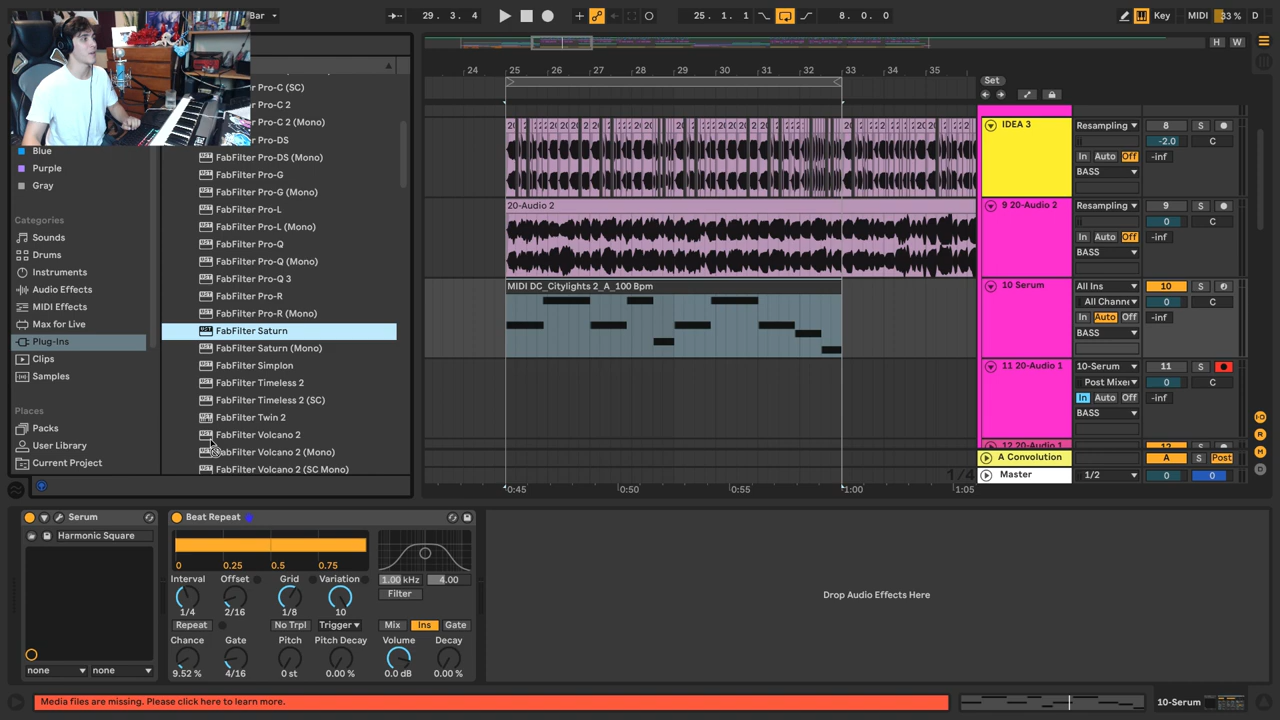 Bar
29. 3. 4
25. 1. 1
8. 0. 0
Key
MIDI
33 %
D
H W
24 25 26 27 28 29 30 31 32 33 34 35
Set
r Pro-C (SC)
r Pro-C 2
r Pro-C 2 (Mono)
r Pro-DS
FabFilter Pro-DS (Mono)
FabFilter Pro-G
FabFilter Pro-G (Mono)
FabFilter Pro-L
FabFilter Pro-L (Mono)
FabFilter Pro-Q
FabFilter Pro-Q (Mono)
FabFilter Pro-Q 3
FabFilter Pro-R
FabFilter Pro-R (Mono)
FabFilter Saturn
FabFilter Saturn (Mono)
FabFilter Simplon
FabFilter Timeless 2
FabFilter Timeless 2 (SC)
FabFilter Twin 2
FabFilter Volcano 2
FabFilter Volcano 2 (Mono)
FabFilter Volcano 2 (SC Mono)
Blue
Purple
Gray
Categories
Sounds
Drums
Instruments
Audio Effects
MIDI Effects
Max for Live
Plug-Ins
Clips
Samples
Places
Packs
User Library
Current Project
20-Audio 2
MIDI DC_Citylights 2_A_100 Bpm
IDEA 3
Resampling
8
S
-2.0
C
In Auto Off
-inf
BASS
9 20-Audio 2
Resampling
9
S
0
C
In Auto Off
-inf
BASS
10 Serum
All Ins
10
S
All Channe
0
C
In Auto Off
-inf
BASS
11 20-Audio 1
10-Serum
11
S
Post Mixer
0
C
In Auto Off
-inf
BASS
12 20-Audio 1
12
A Convolution
A
S
Post
Master
1/2
0
0
1/4
0:45 0:50 0:55 1:00 1:05
Serum
Harmonic Square
none none
Beat Repeat
0 0.25 0.5 0.75
1.00 kHz 4.00
Filter
Interval Offset Grid Variation
1/4 2/16 1/8 10
Repeat No Trpl Trigger
Mix Ins Gate
Chance Gate Pitch Pitch Decay Volume Decay
9.52 % 4/16 0 st 0.00 % 0.0 dB 0.00 %
Drop Audio Effects Here
Media files are missing. Please click here to learn more.
10-Serum